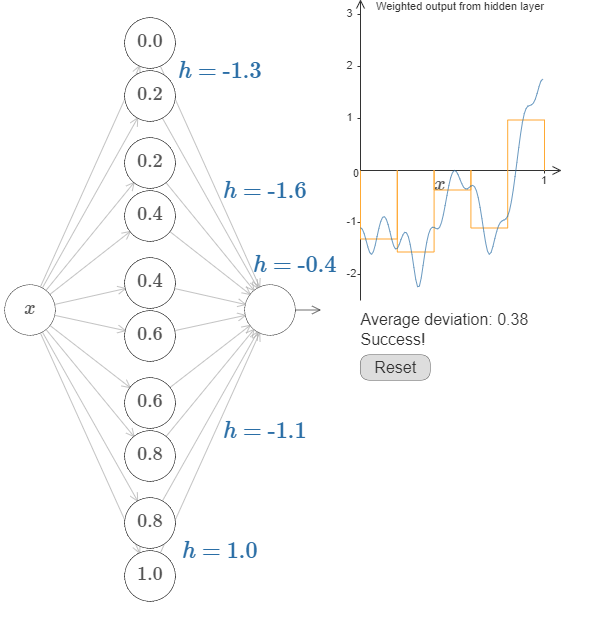 Weighted output from hidden layer
3
2
1
0
-1
-2
x
1
0.0
h = -1.3
0.2
0.2
h = -1.6
0.4
h = -0.4
0.4
x
0.6
0.6
h = -1.1
0.8
0.8
h = 1.0
1.0
Average deviation: 0.38
Success!
Reset